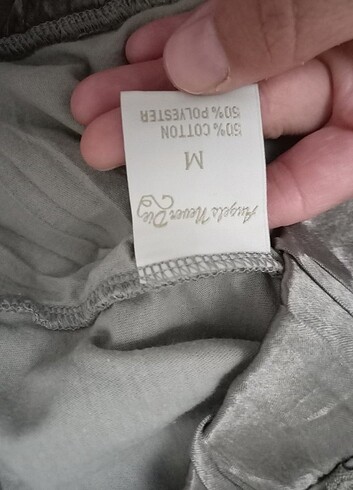 Angels Never Die
M
50% COTTON
50% POLYESTER